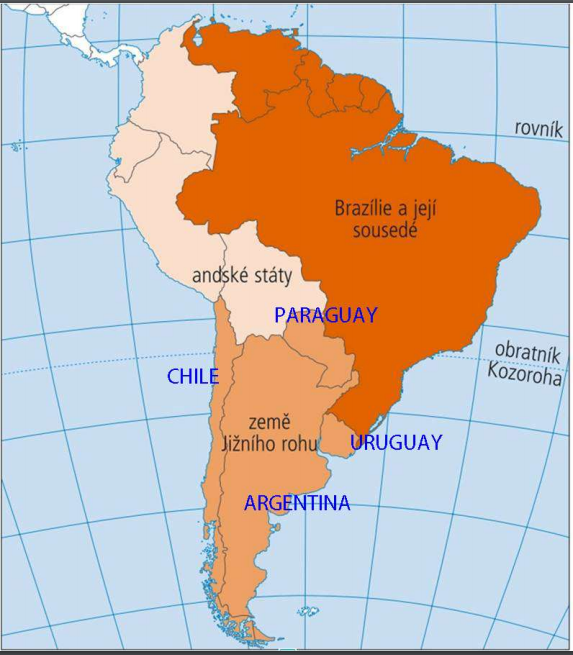 rovník
Brazílie a její
sousedé
andské státy
PARAGUAY
obratník
Kozoroha
CHILE
země
Jižního rohu
URUGUAY
ARGENTINA